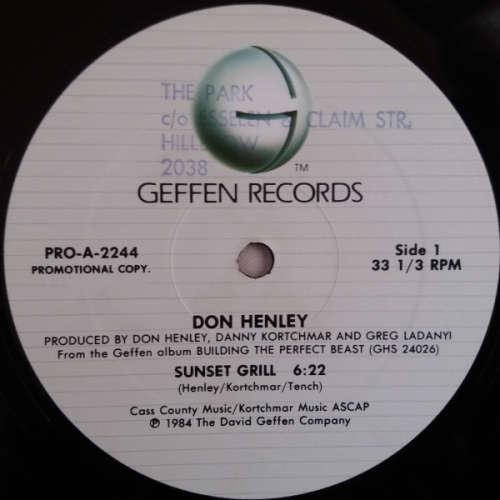 THE PARK
c/o ESSELEN & CLAIM STR.
2038
TM
GEFFEN RECORDS
PRO-A-2244
PROMOTIONAL COPY.
Side 1
33 1/3 RPM
DON HENLEY
PRODUCED BY DON HENLEY, DANNY KORTCHMAR AND GREG LADANYI
From the Geffen album BUILDING THE PERFECT BEAST (GHS 24026)
SUNSET GRILL 6:22
(Henley/Kortchmar/Tench)
Cass County Music/Kortchmar Music ASCAP
℗ 1984 The David Geffen Company